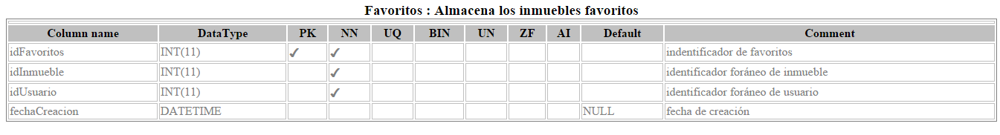 Favoritos : Almacena los inmuebles favoritos
Column name DataType PK NN UQ BIN UN ZF AI Default Comment
idFavoritos INT(11) ✔ ✔ indentificador de favoritos
idInmueble INT(11) ✔ identificador foráneo de inmueble
idUsuario INT(11) ✔ identificador foráneo de usuario
fechaCreacion DATETIME NULL fecha de creación